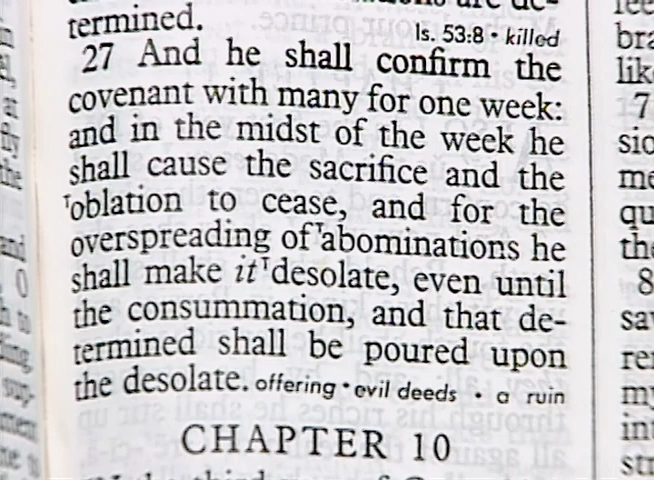 termined. Is. 53:8 • killed
27 And he shall confirm the
covenant with many for one week:
and in the midst of the week he
shall cause the sacrifice and the
ᵀoblation to cease, and for the
overspreading of ᵀabominations he
shall make it ᵀdesolate, even until
the consummation, and that de-
termined shall be poured upon
the desolate. offering • evil deeds • a ruin
CHAPTER 10